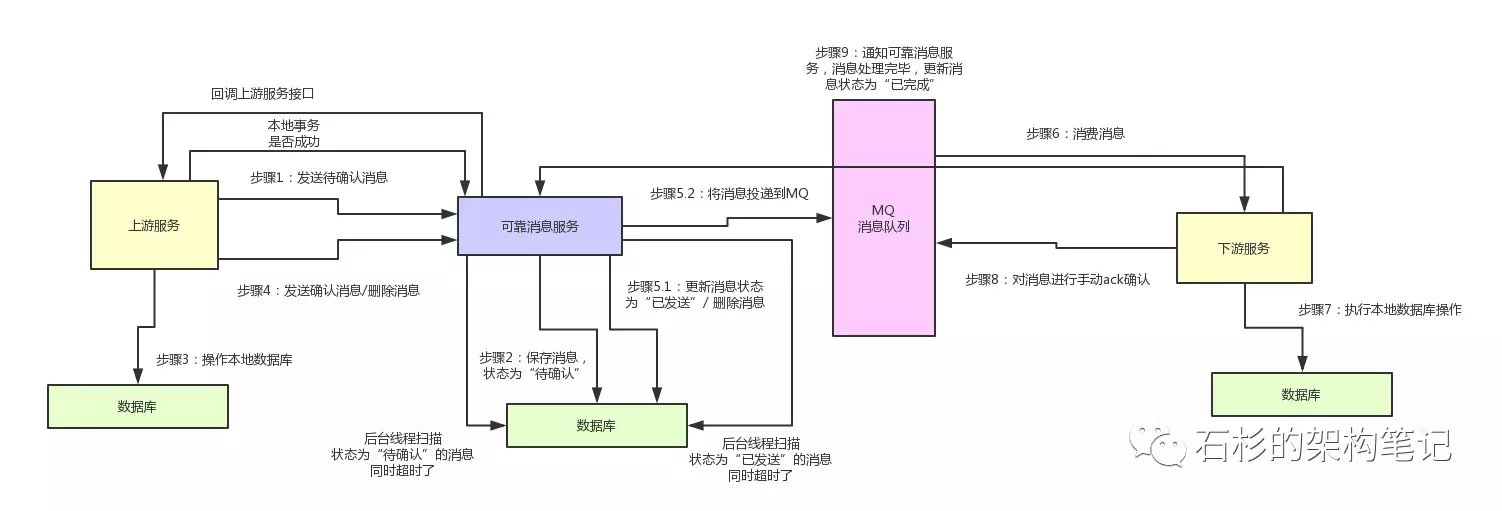 步骤9：通知可靠消息服
务，消息处理完毕，更新消
息状态为“已完成”
回调上游服务接口
本地事务
是否成功
步骤1：发送待确认消息
上游服务
步骤4：发送确认消息/删除消息
步骤3：操作本地数据库
数据库
可靠消息服务
步骤5.2：将消息投递到MQ
步骤5.1：更新消息状态
为“已发送”/ 删除消息
步骤2：保存消息，
状态为“待确认”
数据库
后台线程扫描
状态为“待确认”的消息
同时超时了
后台线程扫描
状态为“已发送”的消息
同时超时了
MQ
消息队列
步骤6：消费消息
下游服务
步骤8：对消息进行手动ack确认
步骤7：执行本地数据库操作
数据库
石杉的架构笔记